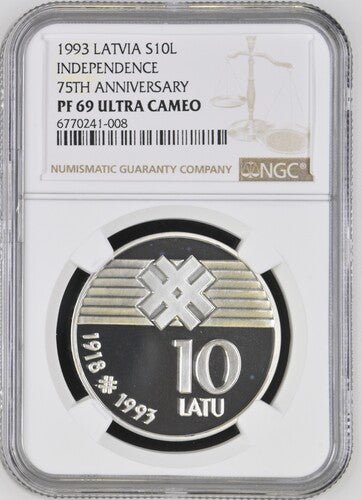 1993 LATVIA S10L
INDEPENDENCE
75TH ANNIVERSARY
PF 69 ULTRA CAMEO
6770241-008
NUMISMATIC GUARANTY COMPANY
NGC®
1918 1993
10
LATU